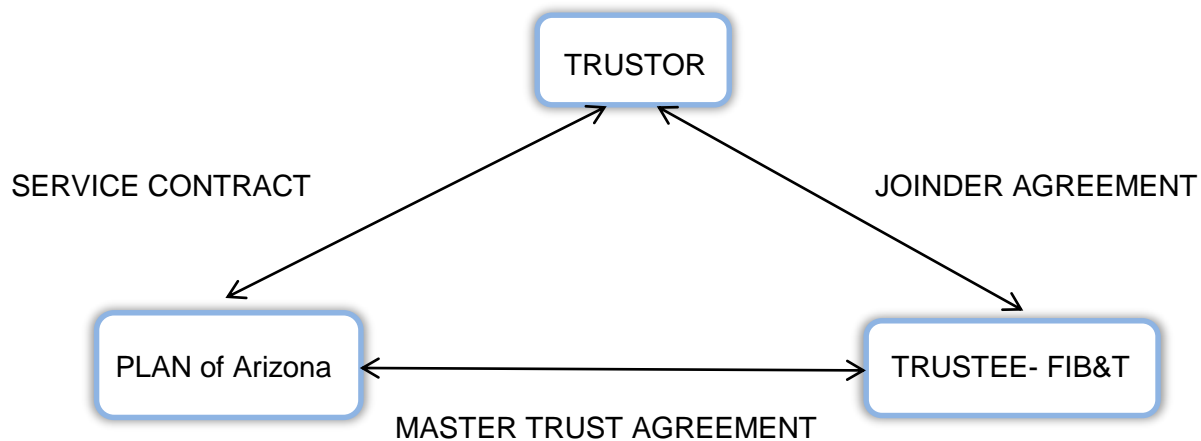 TRUSTOR
SERVICE CONTRACT
JOINDER AGREEMENT
PLAN of Arizona
TRUSTEE- FIB&T
MASTER TRUST AGREEMENT